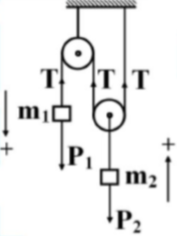 T T T
m₁
+ P₁ +
m₂
P₂